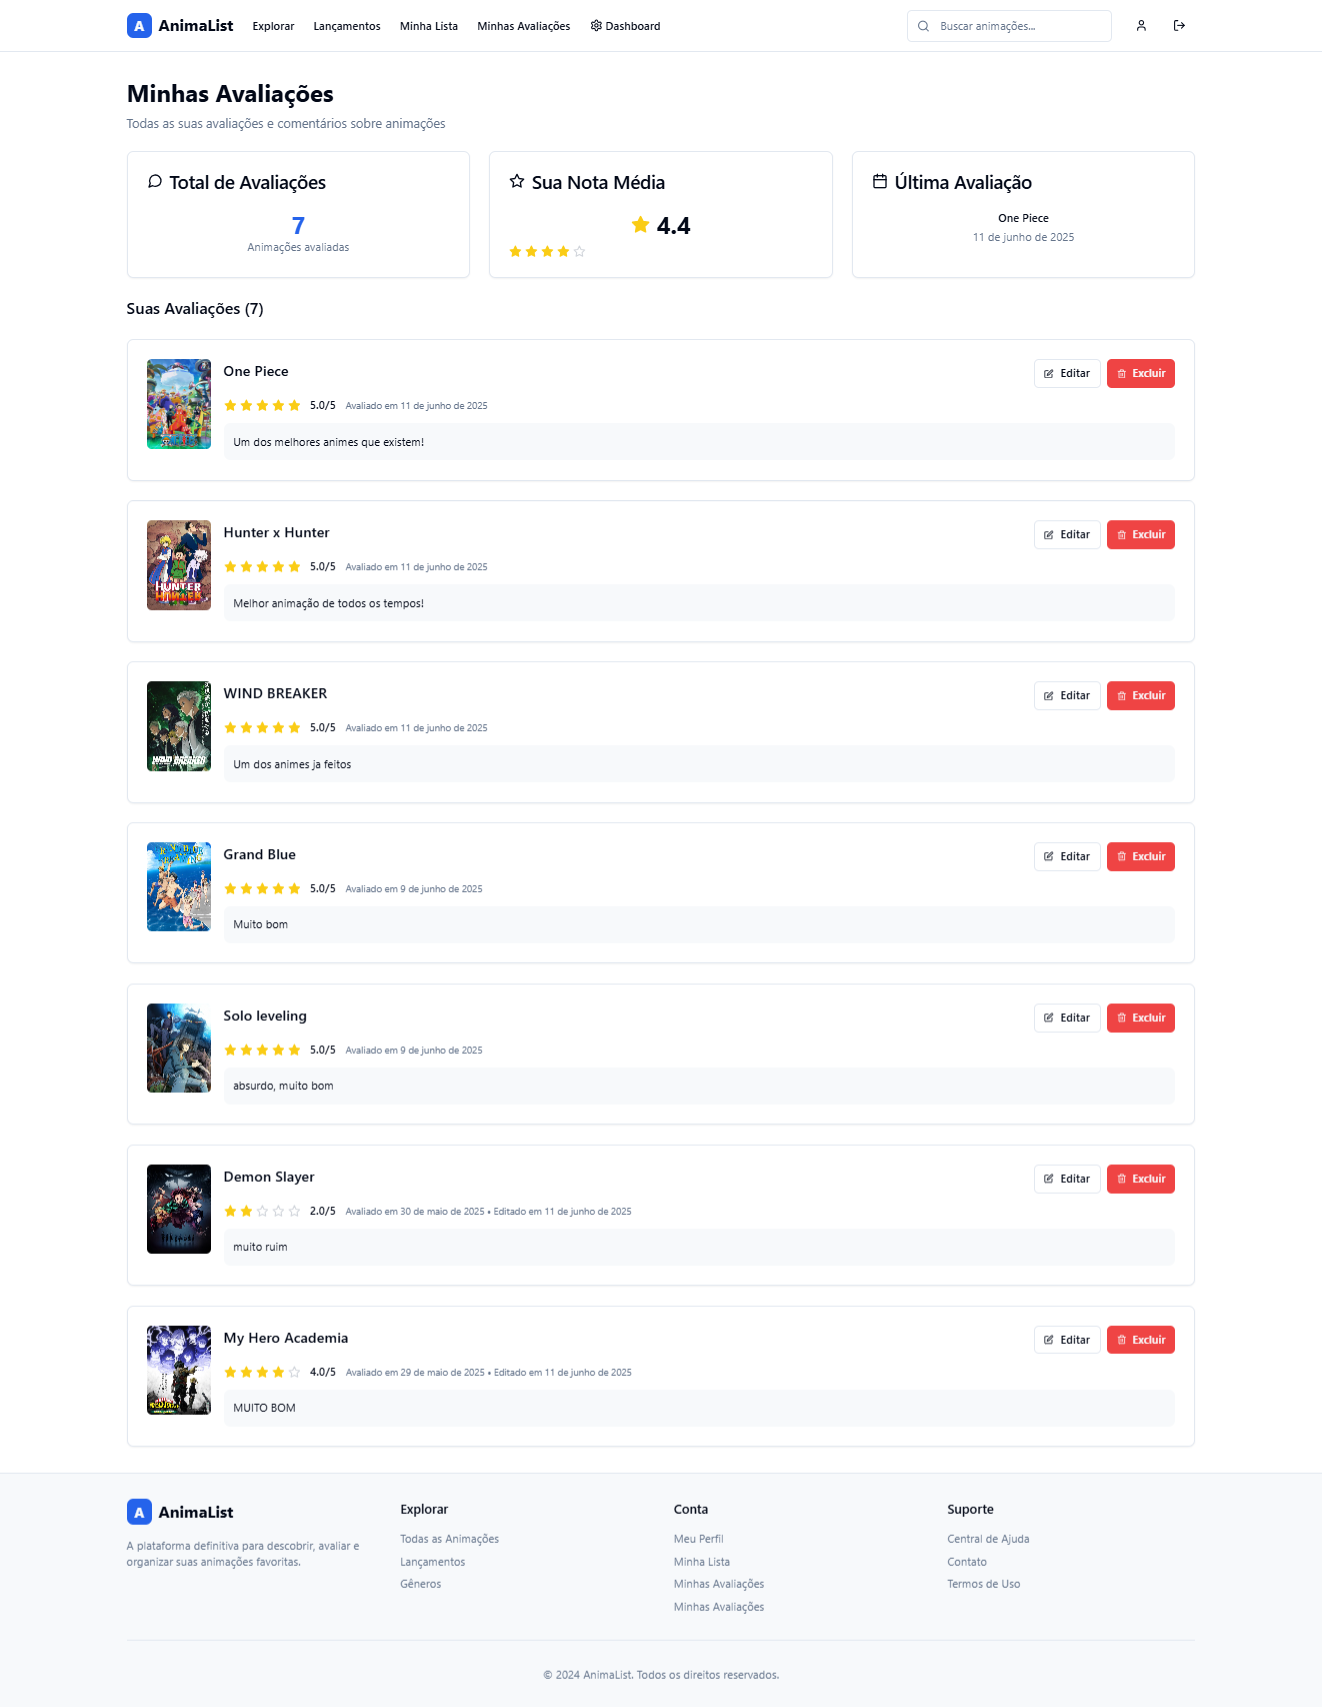 A AnimaList Explorar Lançamentos Minha Lista Minhas Avaliações Dashboard Buscar animações...
Minhas Avaliações
Todas as suas avaliações e comentários sobre animações
Total de Avaliações
7
Animações avaliadas
Sua Nota Média
4.4
Última Avaliação
One Piece
11 de junho de 2025
Suas Avaliações (7)
One Piece
Editar Excluir
5.0/5 Avaliado em 11 de junho de 2025
Um dos melhores animes que existem!
HUNTER
HUNTER
Hunter x Hunter
Editar Excluir
5.0/5 Avaliado em 11 de junho de 2025
Melhor animação de todos os tempos!
WIND BREAKER
Editar Excluir
5.0/5 Avaliado em 11 de junho de 2025
Um dos animes ja feitos
Grand Blue
Editar Excluir
5.0/5 Avaliado em 9 de junho de 2025
Muito bom
Solo leveling
Editar Excluir
5.0/5 Avaliado em 9 de junho de 2025
absurdo, muito bom
Demon Slayer
Editar Excluir
2.0/5 Avaliado em 30 de maio de 2025 • Editado em 11 de junho de 2025
muito ruim
My Hero Academia
Editar Excluir
4.0/5 Avaliado em 29 de maio de 2025 • Editado em 11 de junho de 2025
MUITO BOM
A AnimaList
A plataforma definitiva para descobrir, avaliar e
organizar suas animações favoritas.
Explorar
Todas as Animações
Lançamentos
Gêneros
Conta
Meu Perfil
Minha Lista
Minhas Avaliações
Minhas Avaliações
Suporte
Central de Ajuda
Contato
Termos de Uso
© 2024 AnimaList. Todos os direitos reservados.